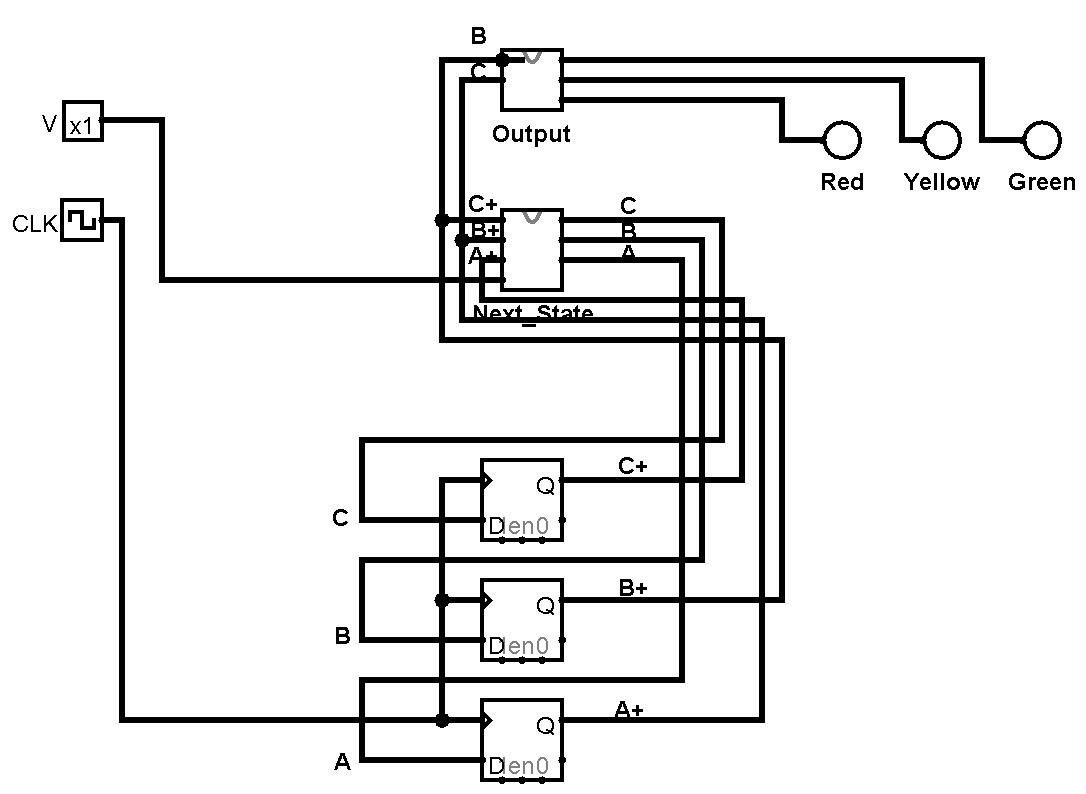 B
C
V x1
Output
Red Yellow Green
CLK
C+ C
B+ B
A+ A
Next_State
C+
Q
C D en0
B+
Q
B D en0
A+
Q
A D en0